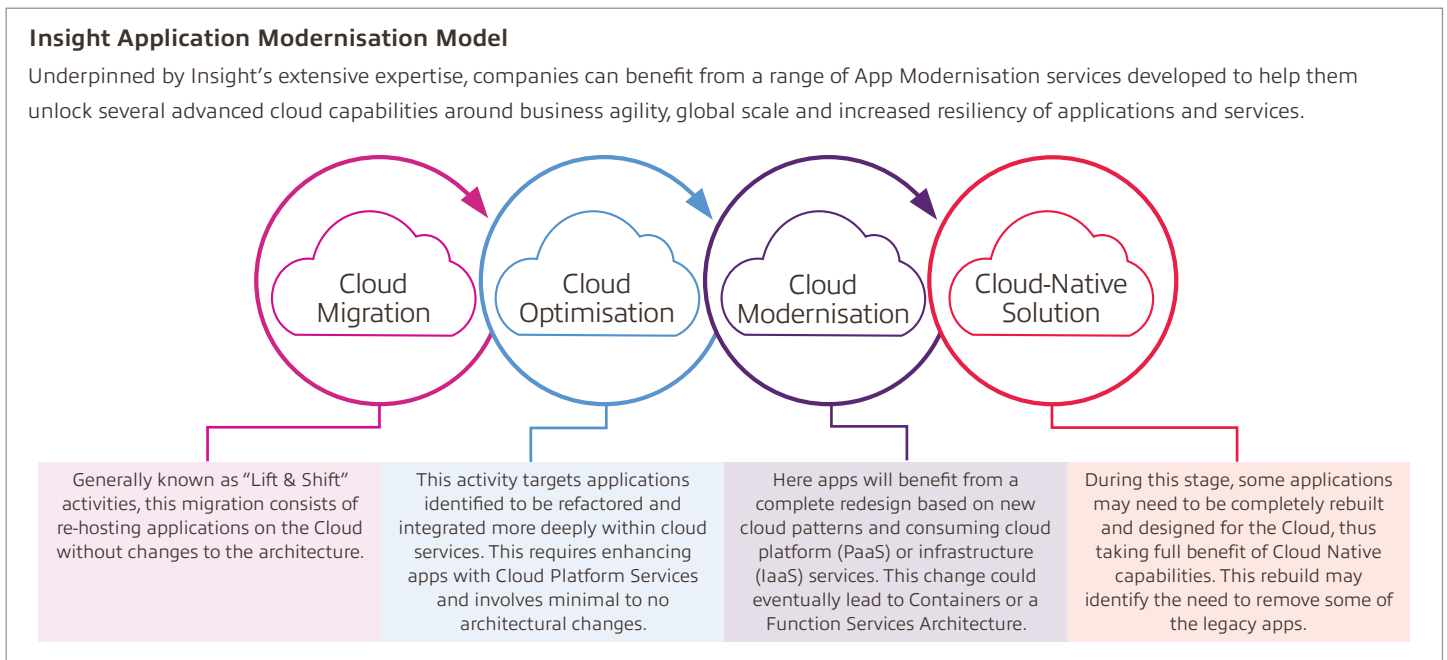 Insight Application Modernisation Model
Underpinned by Insight's extensive expertise, companies can benefit from a range of App Modernisation services developed to help them
unlock several advanced cloud capabilities around business agility, global scale and increased resiliency of applications and services.
Cloud
Migration
Cloud
Optimisation
Cloud
Modernisation
Cloud-Native
Solution
Generally known as “Lift & Shift”
activities, this migration consists of
re-hosting applications on the Cloud
without changes to the architecture.
This activity targets applications
identified to be refactored and
integrated more deeply within cloud
services. This requires enhancing
apps with Cloud Platform Services
and involves minimal to no
architectural changes.
Here apps will benefit from a
complete redesign based on new
cloud patterns and consuming cloud
platform (PaaS) or infrastructure
(IaaS) services. This change could
eventually lead to Containers or a
Function Services Architecture.
During this stage, some applications
may need to be completely rebuilt
and designed for the Cloud, thus
taking full benefit of Cloud Native
capabilities. This rebuild may
identify the need to remove some of
the legacy apps.